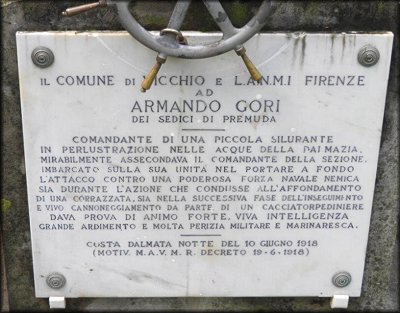 IL COMUNE DI VICCHIO E L'A.N.M.I FIRENZE
AD
ARMANDO GORI
DEI SEDICI DI PREMUDA
COMANDANTE DI UNA PICCOLA SILURANTE
IN PERLUSTRAZIONE NELLE ACQUE DELLA DALMAZIA,
MIRABILMENTE ASSECONDAVA IL COMANDANTE DELLA SEZIONE,
IMBARCATO SULLA SUA UNITÀ NEL PORTARE A FONDO
L'ATTACCO CONTRO UNA PODEROSA FORZA NAVALE NEMICA
SIA DURANTE L'AZIONE CHE CONDUSSE ALL'AFFONDAMENTO
DI UNA CORAZZATA, SIA NELLA SUCCESSIVA FASE DELL'INSEGUIMENTO
E VIVO CANNONEGGIAMENTO DA PARTE, DI UN CACCIATORPEDINIERE
DAVA PROVA DI ANIMO FORTE, VIVA INTELLIGENZA
GRANDE ARDIMENTO E MOLTA PERIZIA MILITARE E MARINARESCA.
COSTA DALMATA NOTTE DEL 10 GIUGNO 1918
(MOTIV. M.A.V.M. R. DECRETO 19-6-1918)